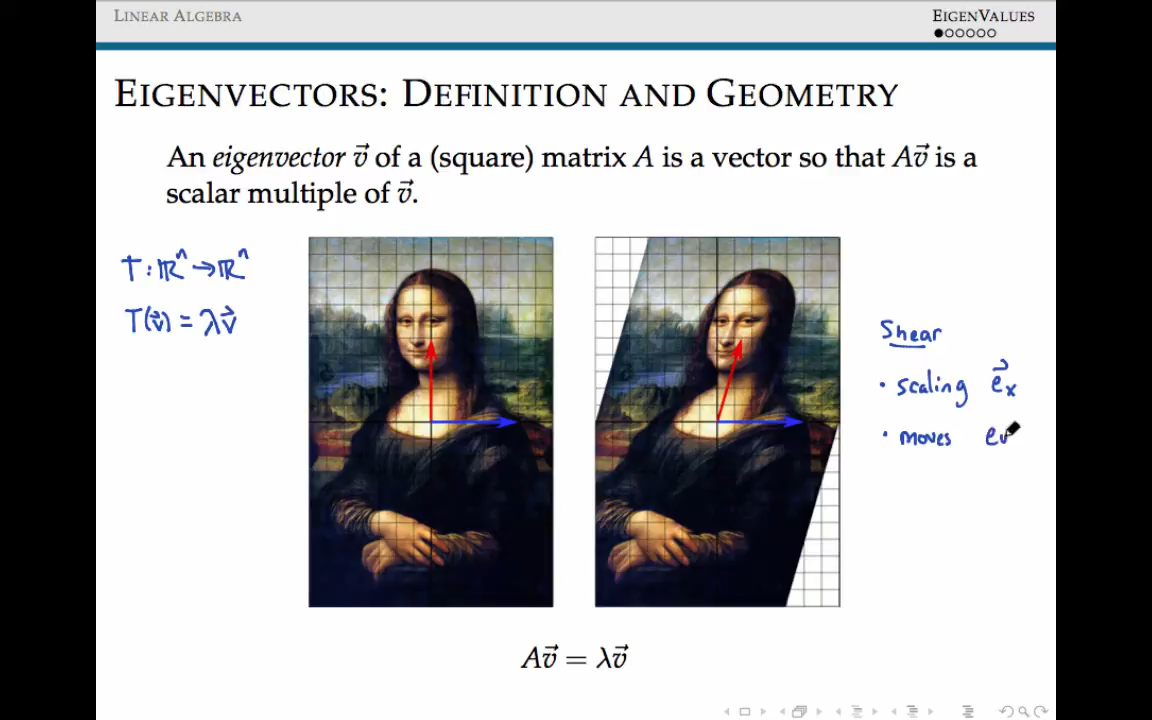 LINEAR ALGEBRA
EIGENVALUES
EIGENVECTORS: DEFINITION AND GEOMETRY
An eigenvector v⃗ of a (square) matrix A is a vector so that Av⃗ is a
scalar multiple of v⃗.
T: ℝⁿ → ℝⁿ
T(v⃗) = λv⃗
Shear
• scaling e⃗ₓ
• moves e
Av⃗ = λv⃗